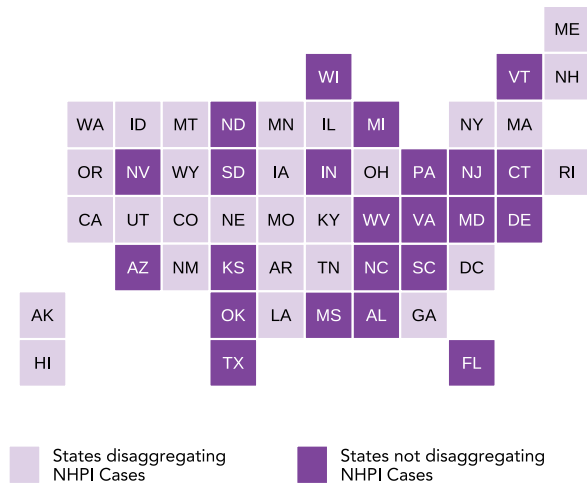 ME
WI VT NH
WA ID MT ND MN IL MI NY MA
OR NV WY SD IA IN OH PA NJ CT RI
CA UT CO NE MO KY WV VA MD DE
AZ NM KS AR TN NC SC DC
AK OK LA MS AL GA
HI TX FL
States disaggregating
NHPI Cases
States not disaggregating
NHPI Cases